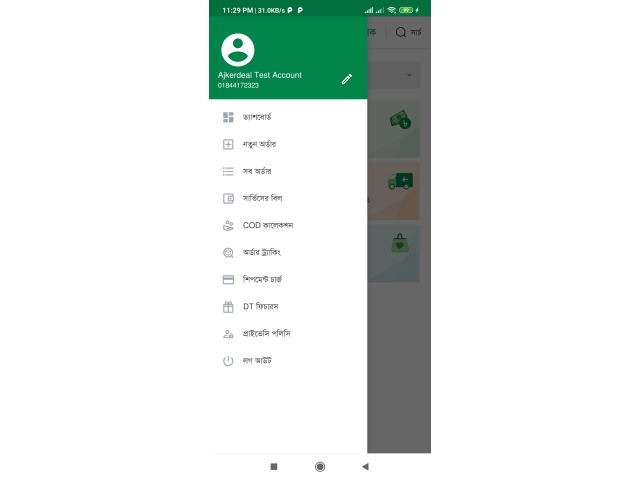 11:29 PM | 31.0KB/s
সার্চ
Ajkerdeal Test Account
01844172323
ড্যাশবোর্ড
নতুন অর্ডার
সব অর্ডার
সার্ভিসের বিল
COD কালেকশন
অর্ডার ট্র্যাকিং
শিপমেন্ট চার্জ
DT ফিচারস
প্রাইভেসি পলিসি
লগ আউট